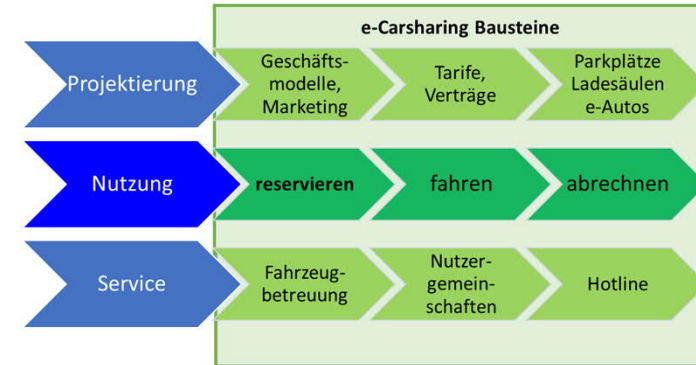 e-Carsharing Bausteine
Projektierung
Geschäfts-
modelle,
Marketing
Tarife,
Verträge
Parkplätze
Ladesäulen
e-Autos
Nutzung
reservieren
fahren
abrechnen
Service
Fahrzeug-
betreuung
Nutzer-
gemein-
schaften
Hotline